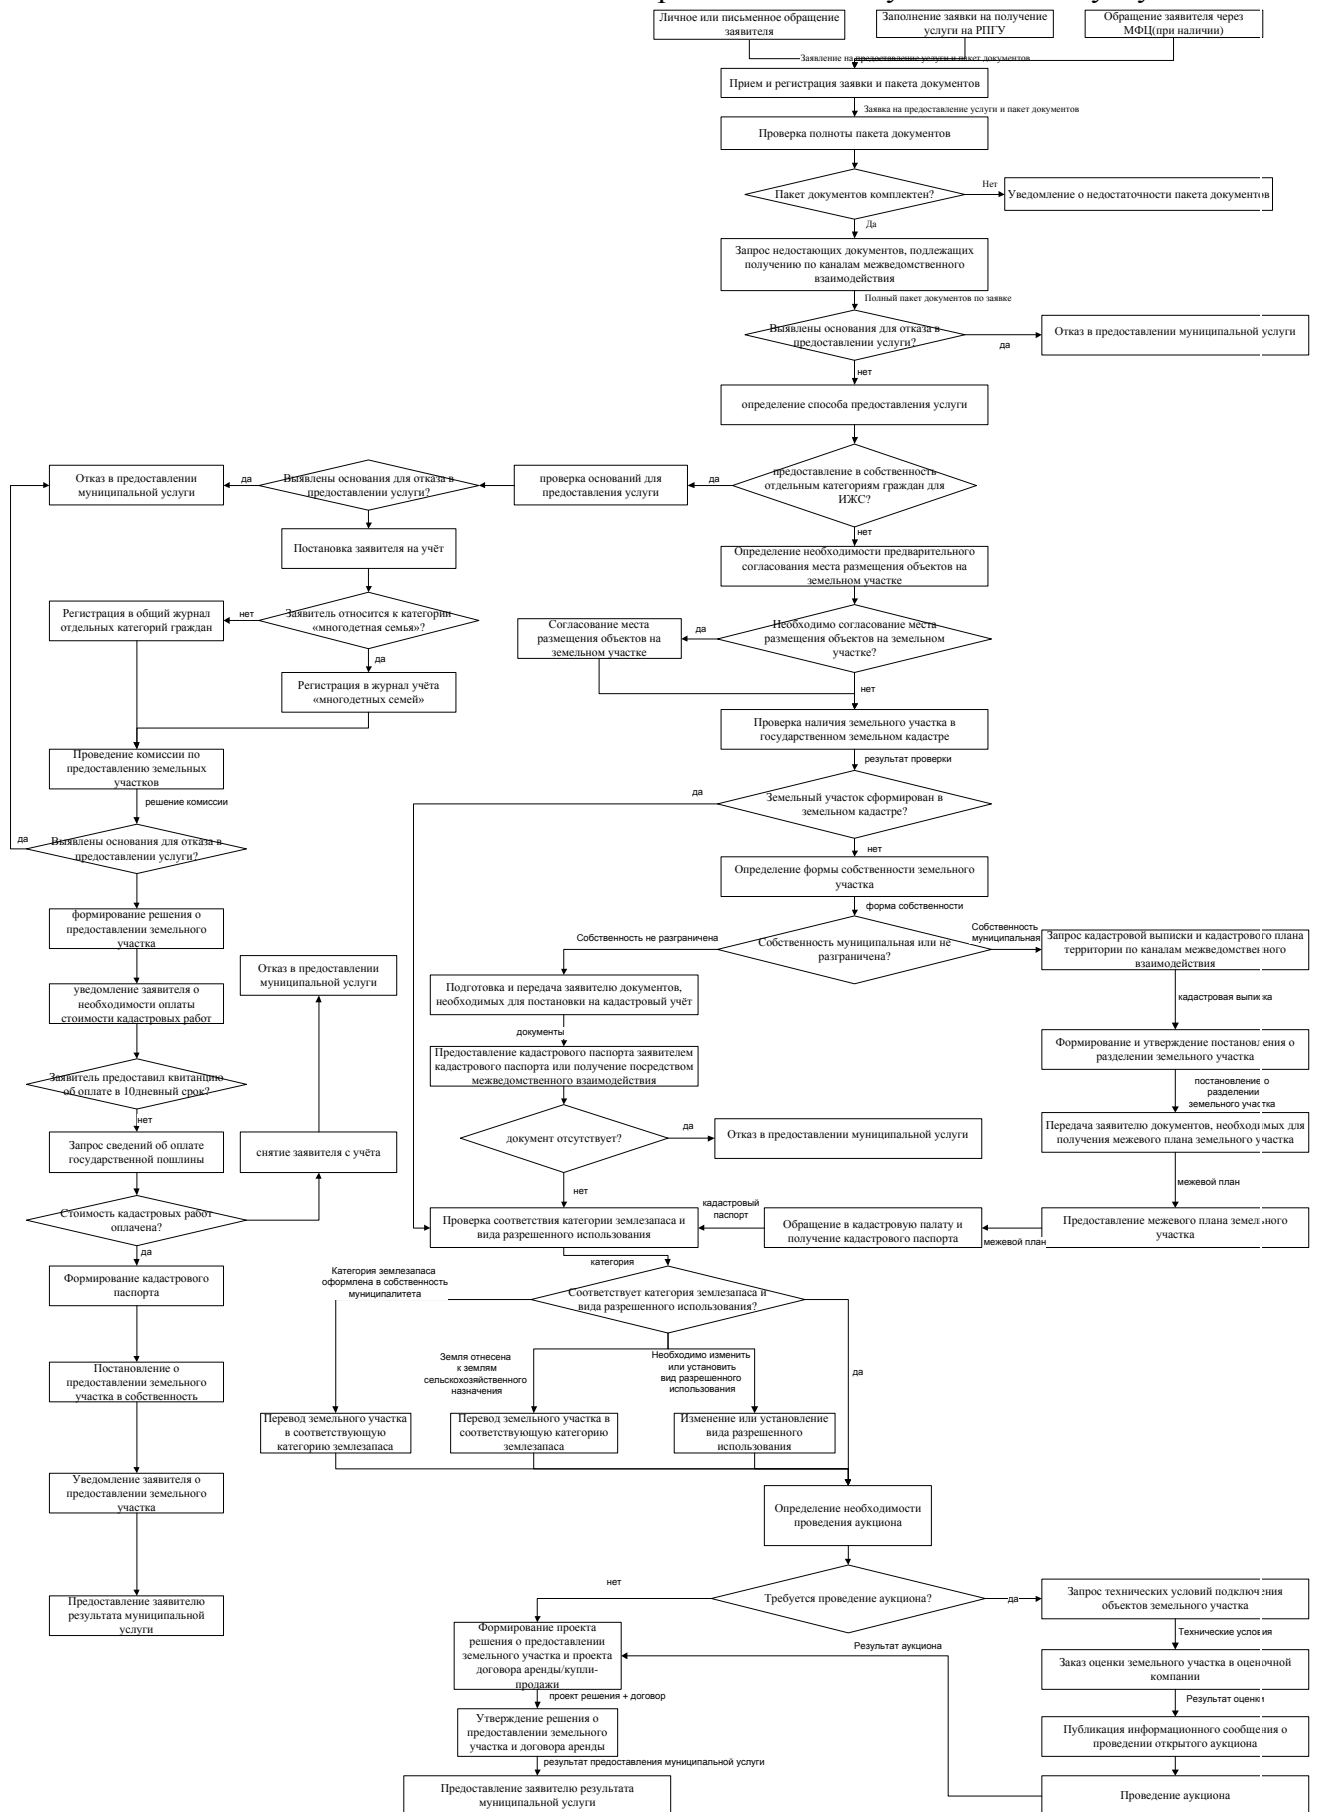 Личное или письменное обращение
заявителя
Заполнение заявки на получение
услуги на РПГУ
Обращение заявителя через
МФЦ(при наличии)
Заявление на предоставление услуги и пакет документов
Прием и регистрация заявки и пакета документов
Заявка на предоставление услуги и пакет документов
Проверка полноты пакета документов
Пакет документов комплектен?
Нет
Уведомление о недостаточности пакета документов
Да
Запрос недостающих документов, подлежащих
получению по каналам межведомственного
взаимодействия
Полный пакет документов по заявке
Выявлены основания для отказа в
предоставлении услуги?
да
Отказ в предоставлении муниципальной услуги
нет
определение способа предоставления услуги
предоставление в собственность
отдельным категориям граждан для
ИЖС?
да
проверка оснований для
предоставления услуги
Выявлены основания для отказа в
предоставлении услуги?
да
Отказ в предоставлении
муниципальной услуги
нет
Постановка заявителя на учёт
Определение необходимости предварительного
согласования места размещения объектов на
земельном участке
Заявитель относится к категории
«многодетная семья»?
нет
Регистрация в общий журнал
отдельных категорий граждан
да
Регистрация в журнал учёта
«многодетных семей»
Необходимо согласование места
размещения объектов на земельном
участке?
да
Согласование места
размещения объектов на
земельном участке
нет
Проверка наличия земельного участка в
государственном земельном кадастре
результат проверки
Проведение комиссии по
предоставлению земельных
участков
решение комиссии
Земельный участок сформирован в
земельном кадастре?
да
нет
Выявлены основания для отказа в
предоставлении услуги?
да
Определение формы собственности земельного
участка
форма собственности
формирование решения о
предоставлении земельного
участка
Собственность муниципальная или не
разграничена?
Собственность не разграничена
Собственность
муниципальная
Запрос кадастровой выписки и кадастрового плана
территории по каналам межведомственного
взаимодействия
Отказ в предоставлении
муниципальной услуги
уведомление заявителя о
необходимости оплаты
стоимости кадастровых работ
Подготовка и передача заявителю документов,
необходимых для постановки на кадастровый учёт
кадастровая выписка
документы
Формирование и утверждение постановления о
разделении земельного участка
Предоставление кадастрового паспорта заявителем
кадастрового паспорта или получение посредством
межведомственного взаимодействия
Заявитель предоставил квитанцию
об оплате в 10дневный срок?
постановление о
разделении
земельного участка
нет
документ отсутствует?
да
Отказ в предоставлении муниципальной услуги
Передача заявителю документов, необходимых для
получения межевого плана земельного участка
Запрос сведений об оплате
государственной пошлины
снятие заявителя с учёта
нет
межевой план
Стоимость кадастровых работ
оплачена?
Проверка соответствия категории землезапаса и
вида разрешенного использования
кадастровый
паспорт
Обращение в кадастровую палату и
получение кадастрового паспорта
межевой план
Предоставление межевого плана земельного
участка
да
категория
Формирование кадастрового
паспорта
Категория землезапаса
оформлена в собственность
муниципалитета
Соответствует категория землезапаса и
вида разрешенного использования?
Земля отнесена
к землям
сельскохозяйственного
назначения
Необходимо изменить
или установить
вид разрешенного
использования
да
Постановление о
предоставлении земельного
участка в собственность
Перевод земельного участка
в соответствующую
категорию землезапаса
Перевод земельного участка в
соответствующую категорию
землезапаса
Изменение или установление
вида разрешенного
использования
Уведомление заявителя о
предоставлении земельного
участка
Определение необходимости
проведения аукциона
Требуется проведение аукциона?
нет
да
Запрос технических условий подключения
объектов земельного участка
Предоставление заявителю
результата муниципальной
услуги
Технические условия
Формирование проекта
решения о предоставлении
земельного участка и проекта
договора аренды/купли-
продажи
Результат аукциона
Заказ оценки земельного участка в оценочной
компании
проект решения + договор
Результат оценки
Утверждение решения о
предоставлении земельного
участка и договора аренды
Публикация информационного сообщения о
проведении открытого аукциона
результат предоставления муниципальной услуги
Предоставление заявителю результата
муниципальной услуги
Проведение аукциона